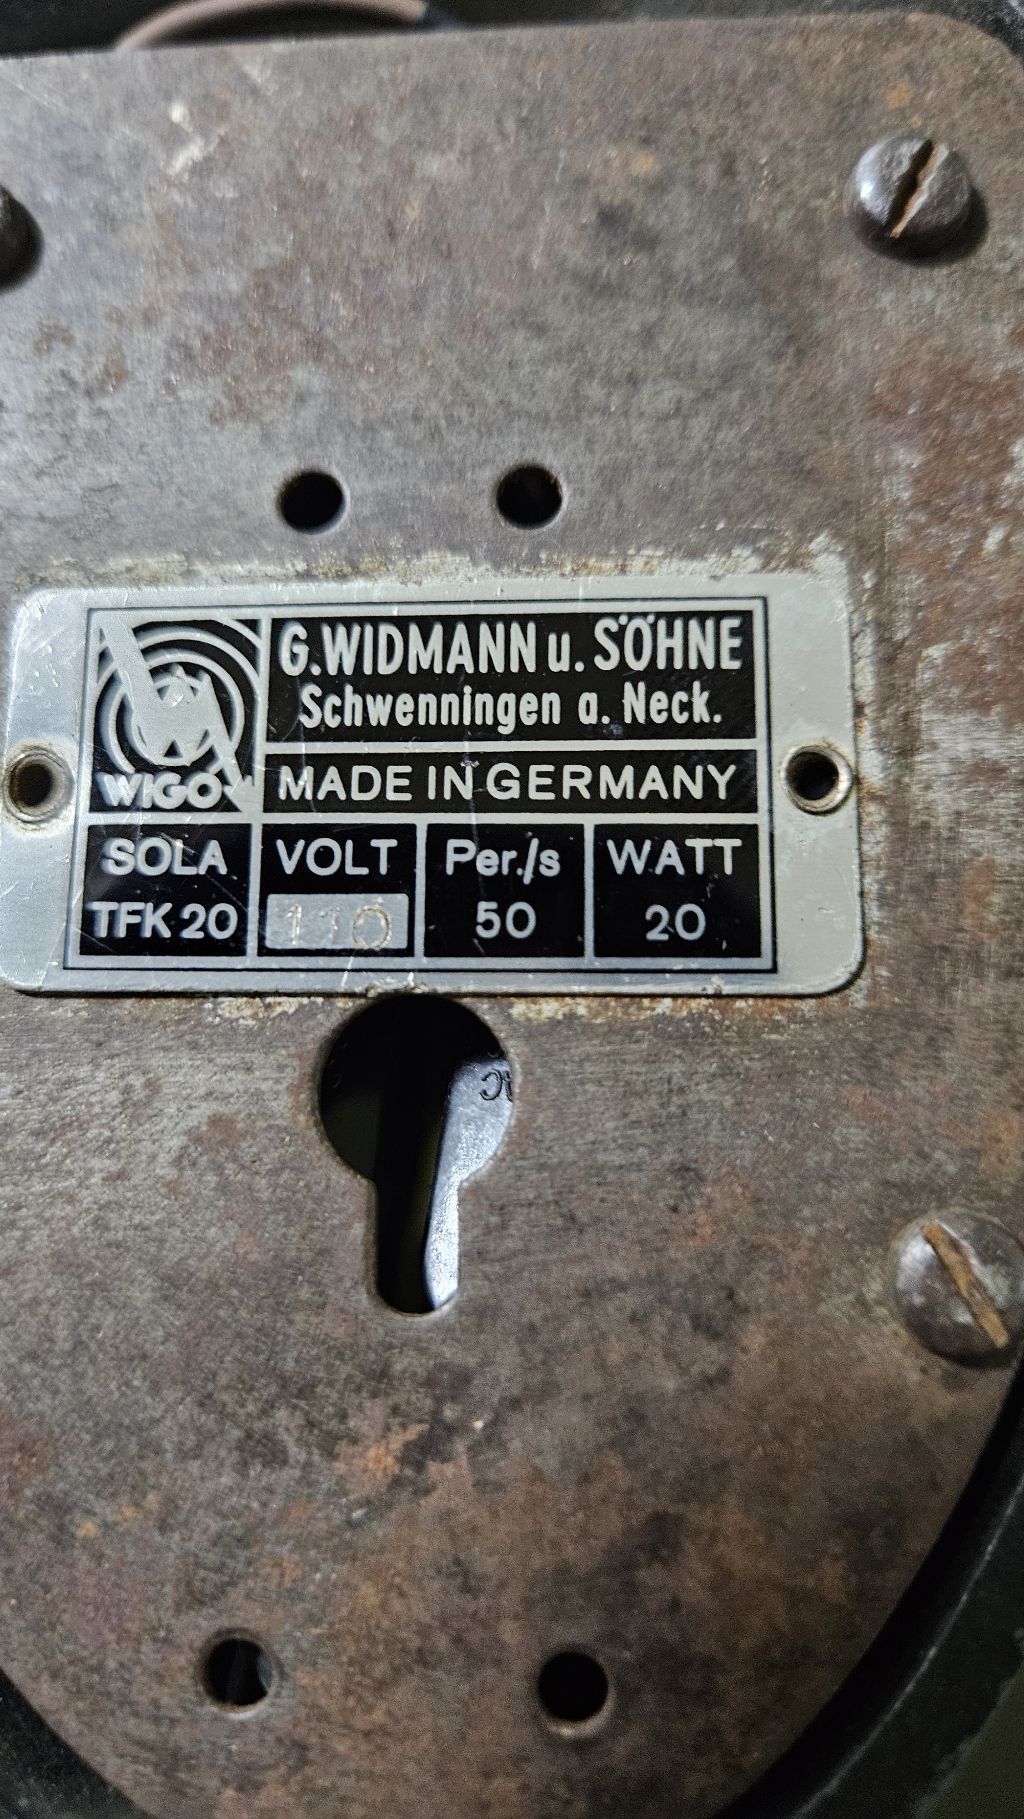 G.WIDMANN u. SÖHNE
Schwenningen a. Neck.
WIGO
MADE IN GERMANY
SOLA
TFK 20
VOLT
110
Per./s
50
WATT
20